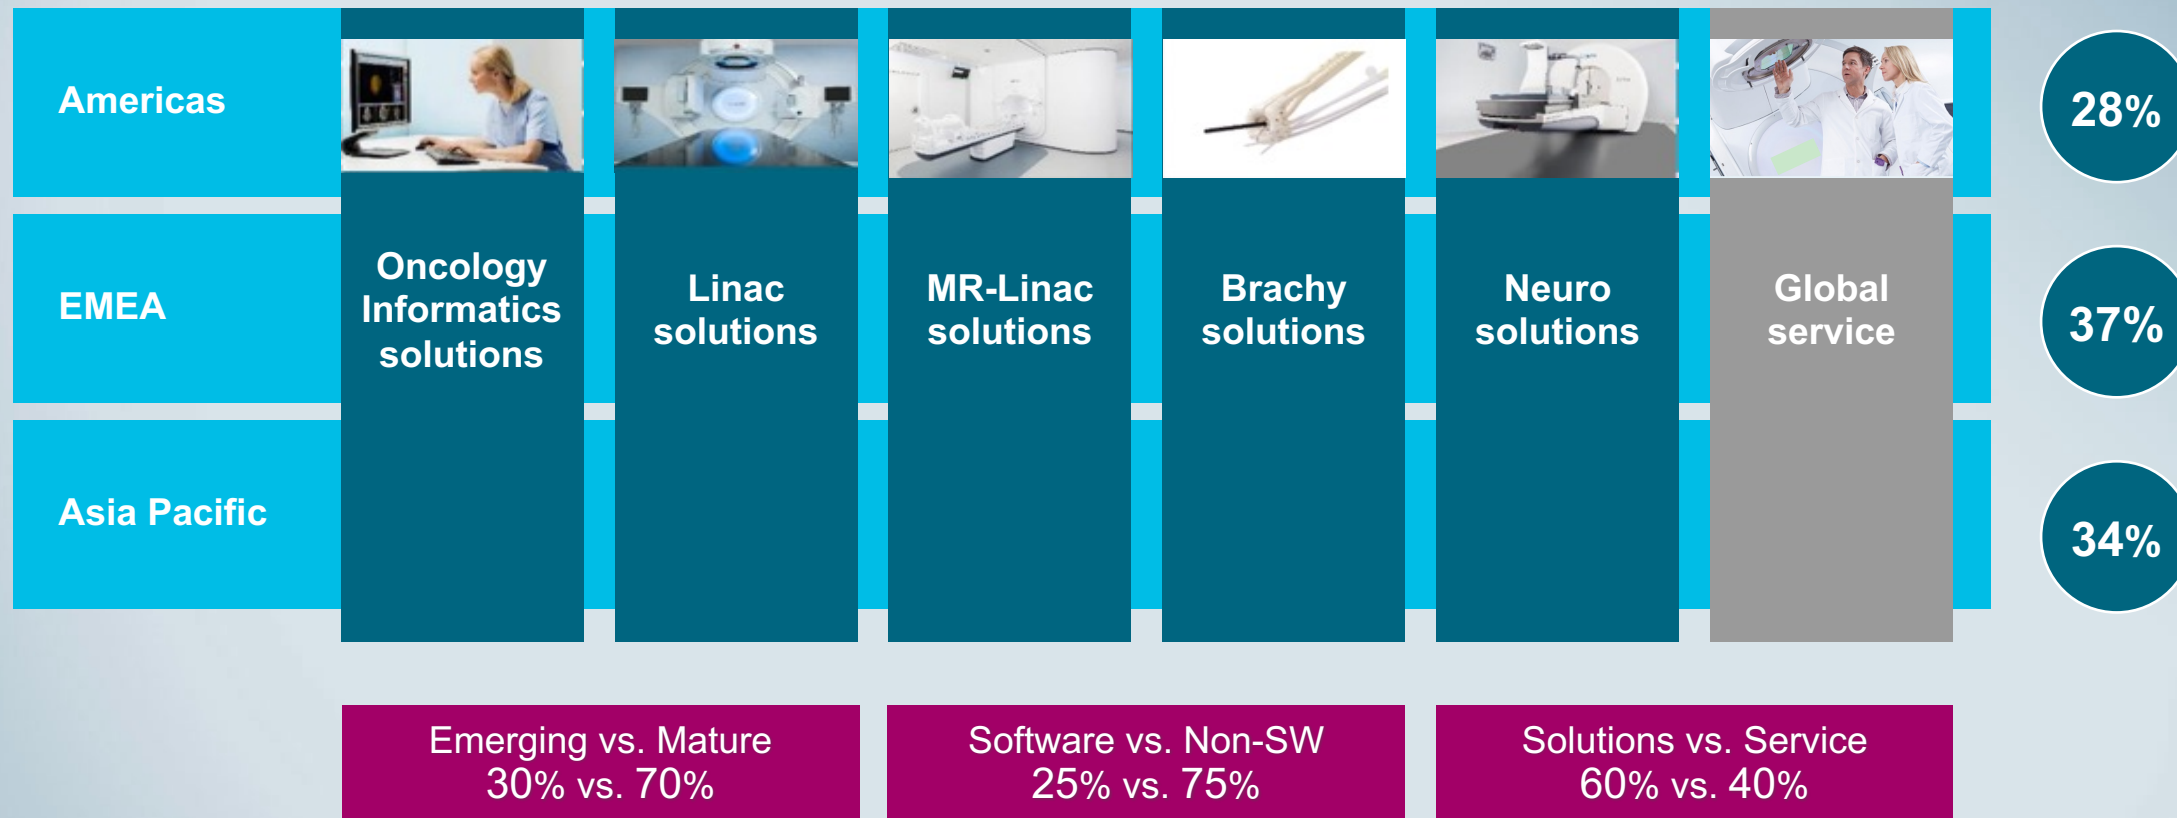 Americas
28%
EMEA
Oncology
Informatics
solutions
Linac
solutions
MR-Linac
solutions
Brachy
solutions
Neuro
solutions
Global
service
37%
Asia Pacific
34%
Emerging vs. Mature
30% vs. 70%
Software vs. Non-SW
25% vs. 75%
Solutions vs. Service
60% vs. 40%